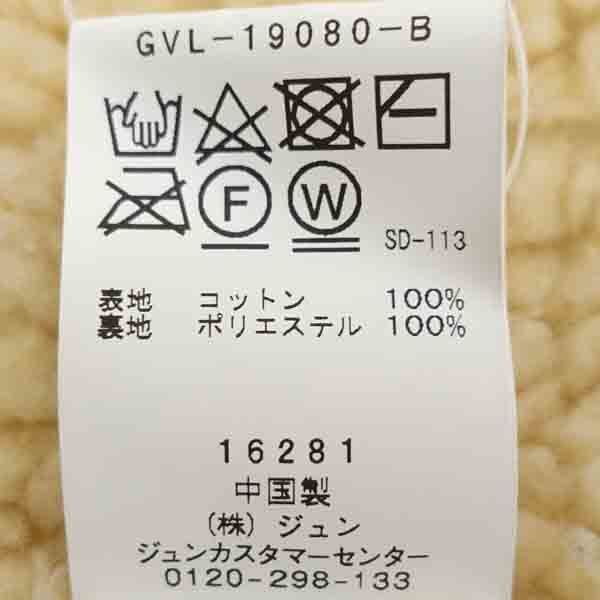 GVL-19080-B
F W SD-113
表地 コットン 100%
裏地 ポリエステル 100%
16281
中国製
(株) ジュン
ジュンカスタマーセンター
0120-298-133